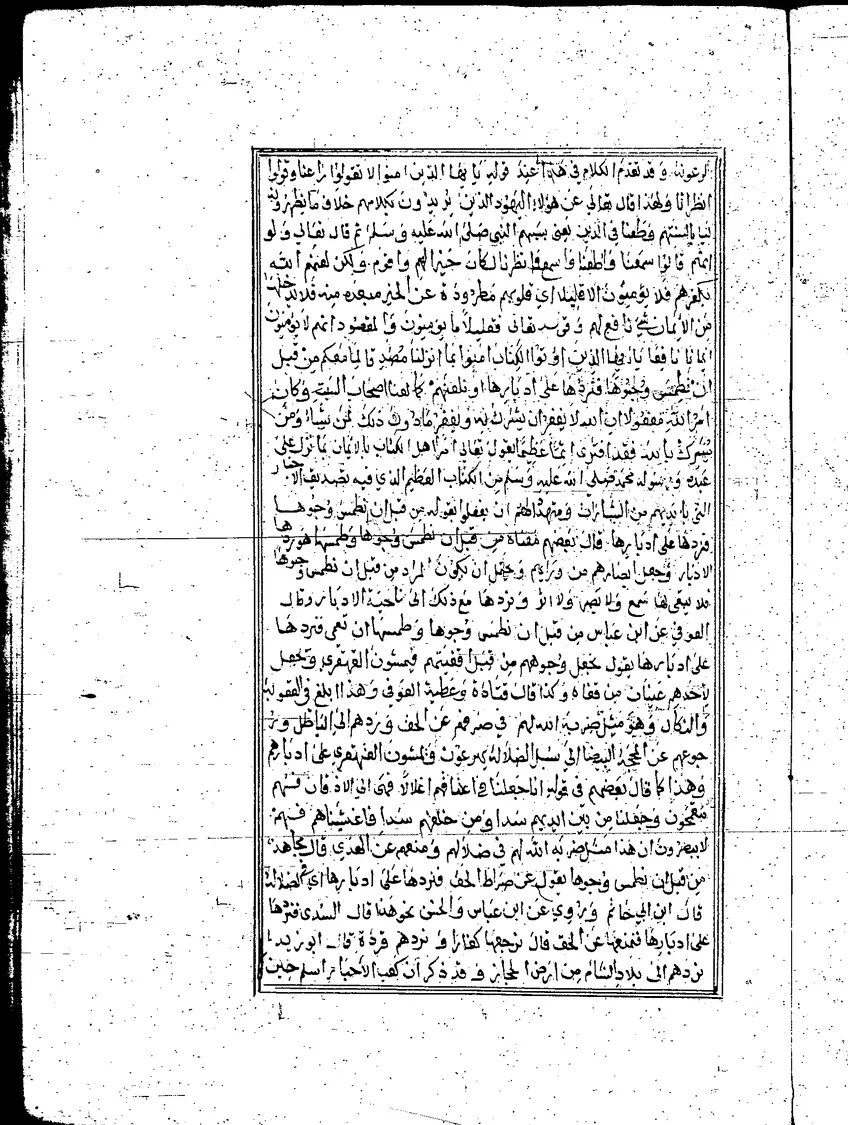 الرعونة وقد تقدم الكلام في هذا عند قوله يا ايها الذين امنوا لا تقولوا راعنا وقولوا
انظرنا ولهذا قال تعالى عن هؤلاء اليهود الذين يريدون بكلامهم خلاف ما يظهرونه
ليا بالسنتهم وطعنا في الدين يعني بسبهم النبي صلى الله عليه وسلم ثم قال تعالى ولو
انهم قالوا سمعنا واطعنا واسمع وانظرنا لكان خيرا لهم واقوم ولكن لعنهم الله
بكفرهم فلا يؤمنون الا قليلا اي قلوبهم مطرودة عن الخير مبعدة منه فلا يدخلها
من الايمان شي نافع لهم وقوله تعالى فقليلا ما يؤمنون والمقصود انهم لا يؤمنون
ايمانا نافعا يا ايها الذين اوتوا الكتاب امنوا بما انزلنا مصدقا لما معكم من قبل
ان نطمس وجوها فنردها على ادبارها او نلعنهم كما لعنا اصحاب السبت وكان
امر الله مفعولا ان الله لا يغفر ان يشرك به ويغفر ما دون ذلك لمن يشاء ومن
يشرك بالله فقد افترى اثما عظيما يقول تعالى امرا هل الكتاب بالايمان بما نزل على
عبده ورسوله محمد صلى الله عليه وسلم من الكتاب العظيم الذي فيه تصديق الاخبار
التي بايديهم من البشارات ومتهددا لهم ان يفعلوا بقوله من قبل ان نطمس وجوها
فنردها على ادبارها قال بعضهم معناه من قبل ان نطمس وجوها وطمسها هو ردها
الادبار وجعل ابصارهم من ورائهم ويحتمل ان يكون المراد من قبل ان نطمس وجوها
فلا يبقى لها سمع ولا بصر ولا اثر ونردها مع ذلك الى ناحية الادبار وقال
العوفي عن ابن عباس من قبل ان نطمس وجوها وطمسها ان تعمى فنردها
على ادبارها يقول نجعل وجوههم من قبل اقفيتهم فيمشون القهقرى ونجعل
لاحدهم عينان من قفاه وكذا قال قتادة وعطية العوفي وهذا ابلغ في العقوبة
والنكال وهو مثل ضربه الله لهم في صرفهم عن الحق وردهم الى الباطل ور
جوعهم عن المحجة البيضا الى سبل الضلالة يهرعون ويمشون القهقرى على ادبارهم
وهذا كما قال بعضهم في قوله انا جعلنا في اعناقهم اغلالا فهي الى الاذقان فهم
مقمحون وجعلنا من بين ايديهم سدا ومن خلفهم سدا فاغشيناهم فهم
لا يبصرون ان هذا مثل ضربه الله لهم في ضلالهم ومنعهم عن الهدى قال مجاهد
من قبل ان نطمس وجوها يقول عن صراط الحق فنردها على ادبارها اي في الضلالة
قال ابن ابي حاتم وروي عن ابن عباس والحسن نحو هذا قال السدي فنردها
على ادبارها فنمنعها عن الحق قال نرجعها كفارا ونردهم قردة قال ابو زيد
نردهم الى بلاد الشام من ارض الحجاز وقد ذكر ان كعب الاحبار اسلم حين